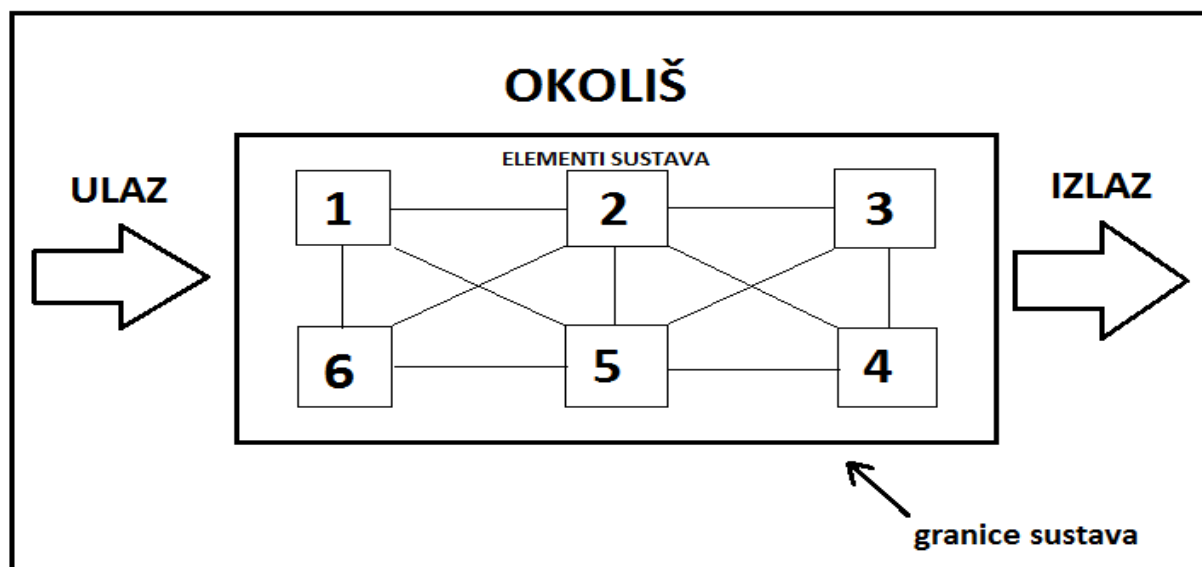 OKOLIŠ
ELEMENTI SUSTAVA
ULAZ
IZLAZ
1
2
3
6
5
4
granice sustava